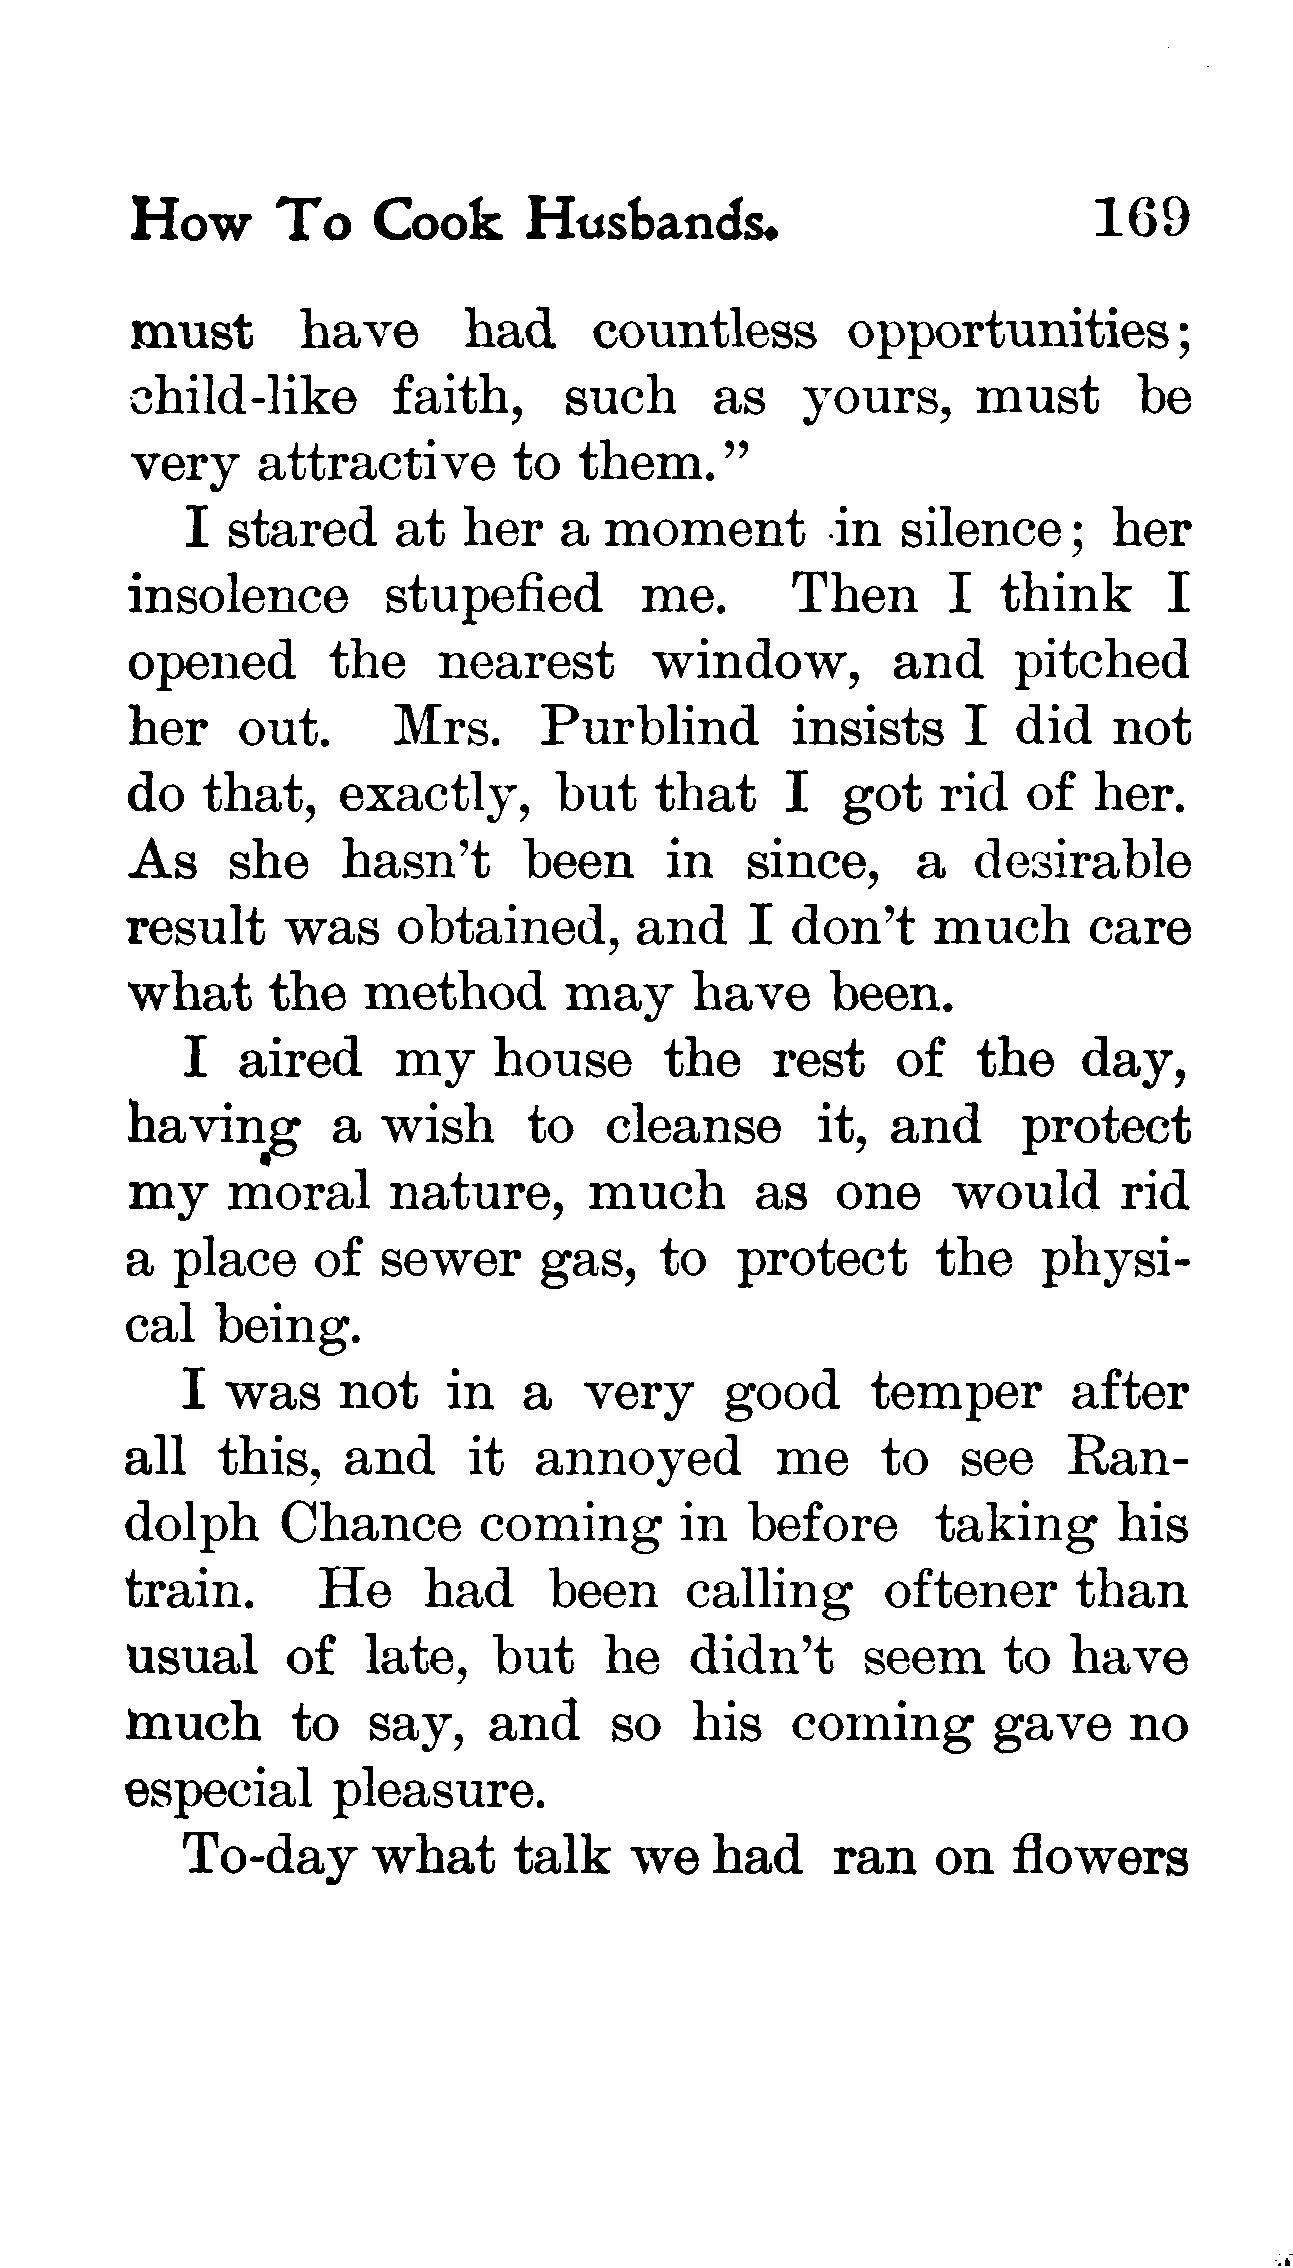 How To Cook Husbands. 169
must have had countless opportunities;
child-like faith, such as yours, must be
very attractive to them.”
I stared at her a moment in silence; her
insolence stupefied me. Then I think I
opened the nearest window, and pitched
her out. Mrs. Purblind insists I did not
do that, exactly, but that I got rid of her.
As she hasn’t been in since, a desirable
result was obtained, and I don’t much care
what the method may have been.
I aired my house the rest of the day,
having a wish to cleanse it, and protect
my moral nature, much as one would rid
a place of sewer gas, to protect the physi-
cal being.
I was not in a very good temper after
all this, and it annoyed me to see Ran-
dolph Chance coming in before taking his
train. He had been calling oftener than
usual of late, but he didn’t seem to have
much to say, and so his coming gave no
especial pleasure.
To-day what talk we had ran on flowers